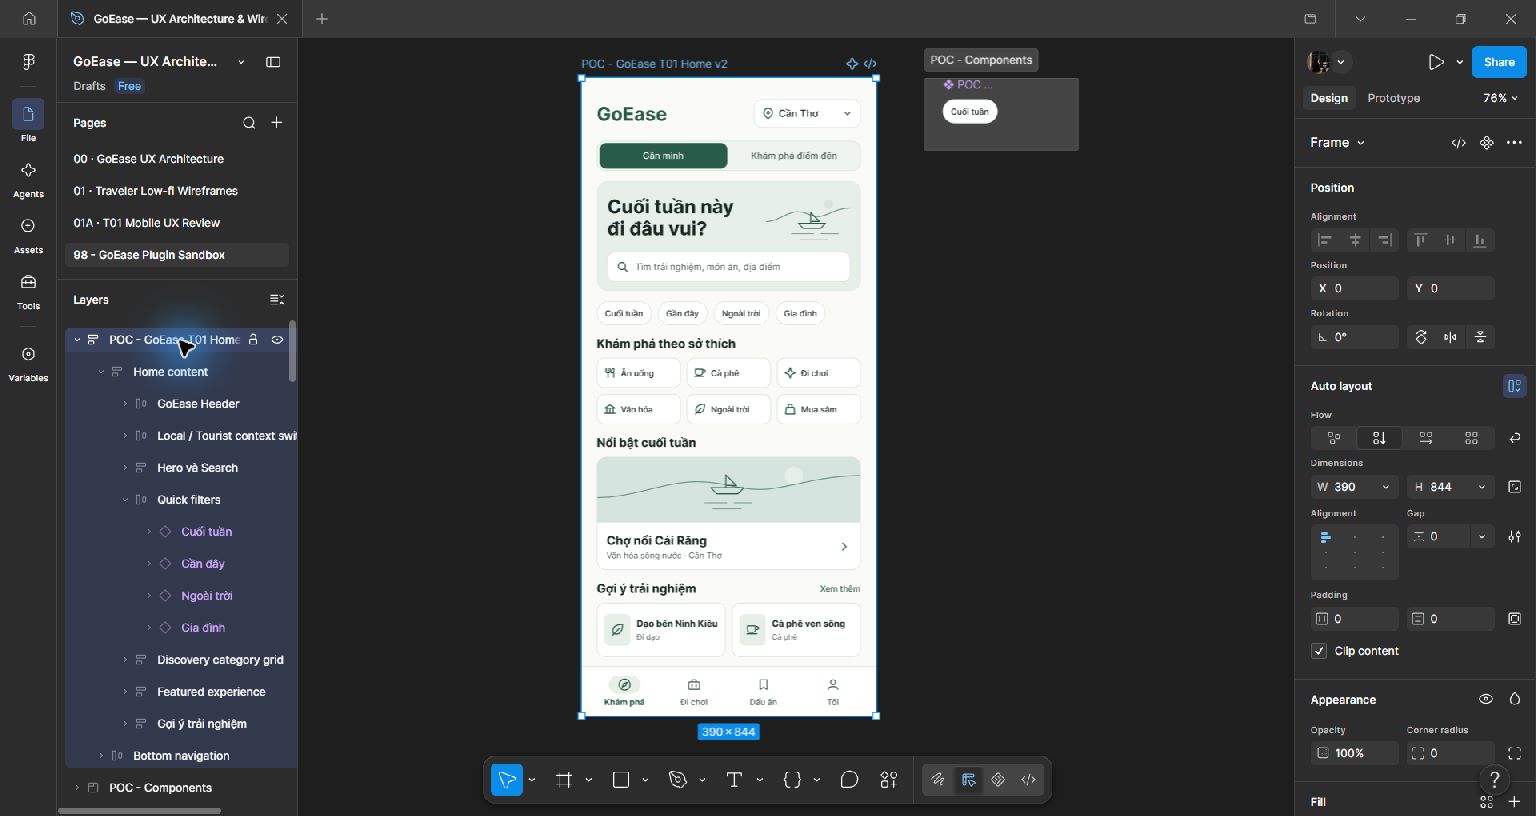 GoEase — UX Architecture & Wir
GoEase — UX Archite...
Drafts
Free
File
Agents
Assets
Tools
Variables
Pages
00 · GoEase UX Architecture
01 · Traveler Low-fi Wireframes
01A · T01 Mobile UX Review
98 - GoEase Plugin Sandbox
Layers
POC - GoEase T01 Home
Home content
GoEase Header
Local / Tourist context swit
Hero và Search
Quick filters
Cuối tuần
Gần đây
Ngoài trời
Gia đình
Discovery category grid
Featured experience
Gợi ý trải nghiệm
Bottom navigation
POC - Components
POC - GoEase T01 Home v2
GoEase
Cần Thơ
Gần mình
Khám phá điểm đến
Cuối tuần này
đi đâu vui?
Tìm trải nghiệm, món ăn, địa điểm
Cuối tuần
Gần đây
Ngoài trời
Gia đình
Khám phá theo sở thích
Ăn uống
Cà phê
Đi chơi
Văn hóa
Ngoài trời
Mua sắm
Nổi bật cuối tuần
Chợ nổi Cái Răng
Văn hóa sông nước · Cần Thơ
Gợi ý trải nghiệm
Xem thêm
Dạo bến Ninh Kiều
Đi dạo
Cà phê ven sông
Cà phê
Khám phá
Đi chơi
Dấu ấn
Tôi
390 × 844
POC - Components
POC ...
Cuối tuần
Share
Design
Prototype
76%
Frame
Position
Alignment
Position
X 0
Y 0
Rotation
0°
Auto layout
Flow
Dimensions
W 390
H 844
Alignment
Gap
0
Padding
0
0
Clip content
Appearance
Opacity
Corner radius
100%
0
?
Fill